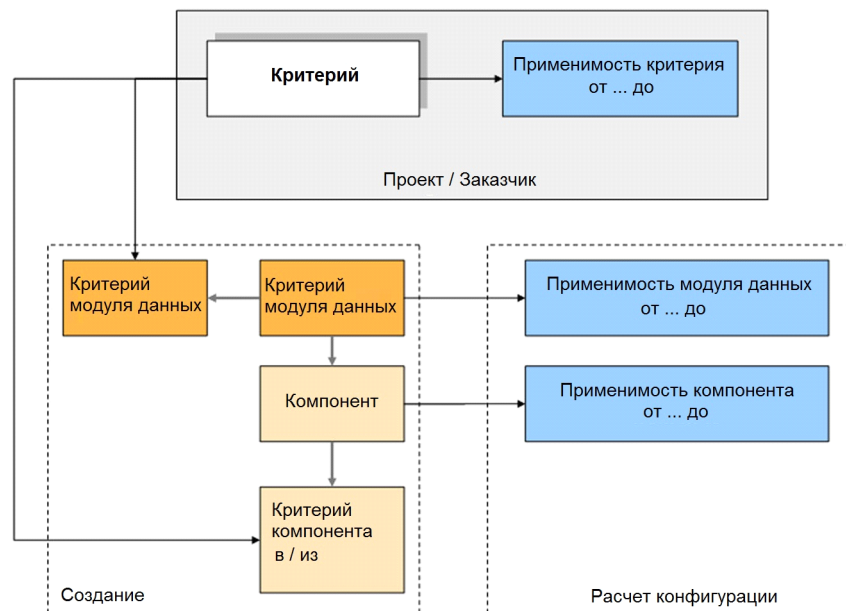 Критерий
Применимость критерия
от ... до
Проект / Заказчик
Критерий
модуля данных
Критерий
модуля данных
Применимость модуля данных
от ... до
Компонент
Применимость компонента
от ... до
Критерий
компонента
в / из
Создание
Расчет конфигурации